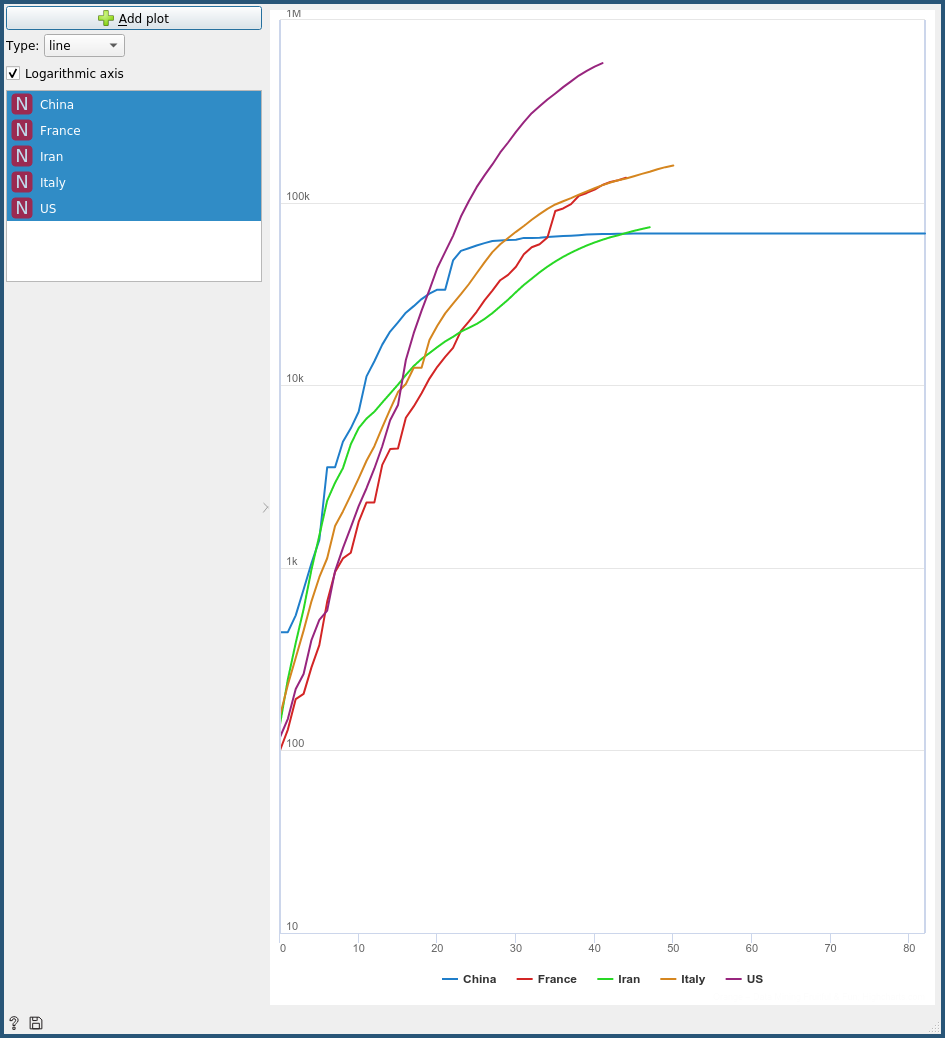 Add plot
Type: line
Logarithmic axis
N China
N France
N Iran
N Italy
N US
1M
100k
10k
1k
100
10
0 10 20 30 40 50 60 70 80
China France Iran Italy US
?